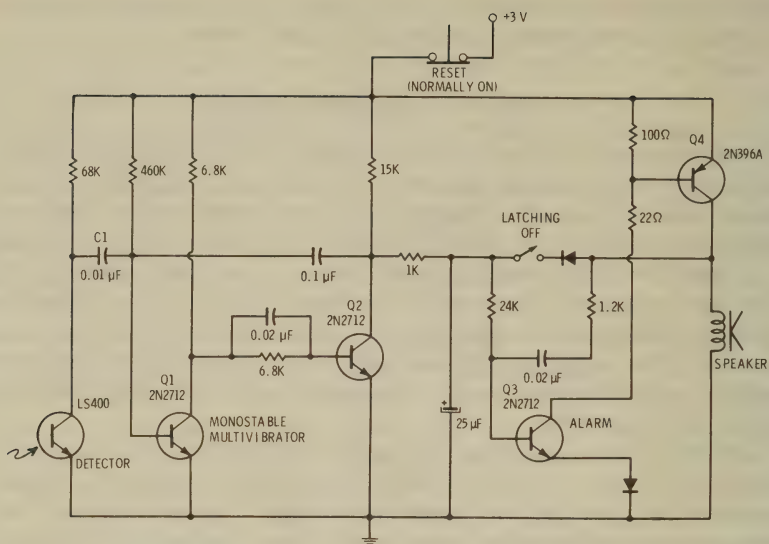 +3 V
RESET
(NORMALLY ON)
68K
460K
6.8K
15K
100Ω
Q4
2N396A
22Ω
LATCHING
OFF
C1
0.01 µF
0.1 µF
1K
24K
1.2K
0.02 µF
6.8K
Q2
2N2712
0.02 µF
SPEAKER
LS400
DETECTOR
Q1
2N2712
MONOSTABLE
MULTIVIBRATOR
+
25 µF
Q3
2N2712
ALARM